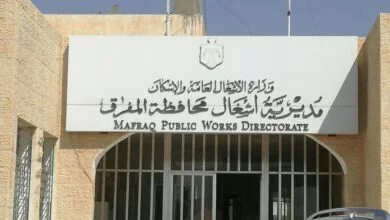 وزارة الأشغال العامة والإسكان
مديرية أشغال محافظة المفرق
MAFRAQ PUBLIC WORKS DIRECTORATE